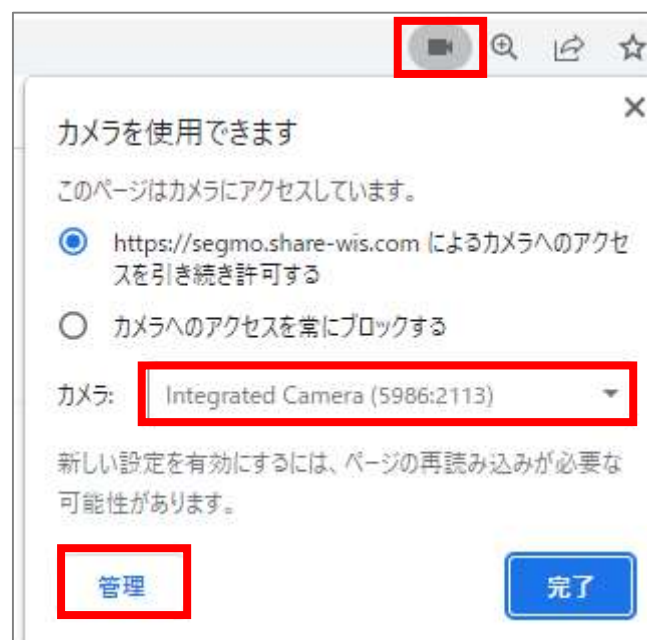 カメラを使用できます
このページはカメラにアクセスしています。
https://segmo.share-wis.com によるカメラへのアクセ
スを引き続き許可する
カメラへのアクセスを常にブロックする
カメラ: Integrated Camera (5986:2113)
新しい設定を有効にするには、ページの再読み込みが必要な
可能性があります。
管理 完了